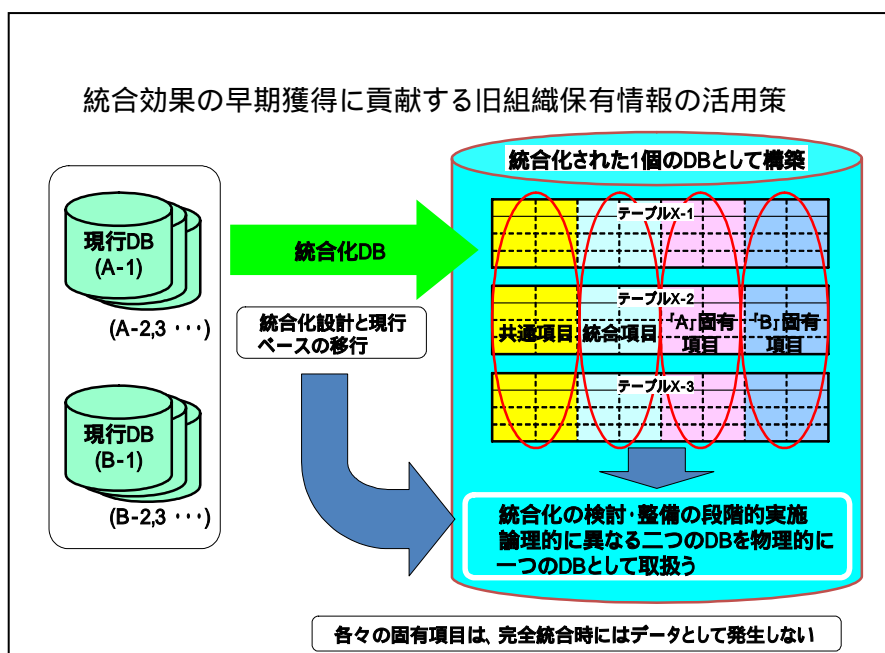 統合効果の早期獲得に貢献する旧組織保有情報の活用策
統合化された1個のDBとして構築
現行DB
(A-1)
(A-2,3 ･･･)
現行DB
(B-1)
(B-2,3 ･･･)
統合化DB
統合化設計と現行
ベースの移行
テーブルX-1
テーブルX-2
共通項目
統合項目
「A」固有
項目
「B」固有
項目
テーブルX-3
統合化の検討･整備の段階的実施
論理的に異なる二つのDBを物理的に
一つのDBとして取扱う
各々の固有項目は、完全統合時にはデータとして発生しない